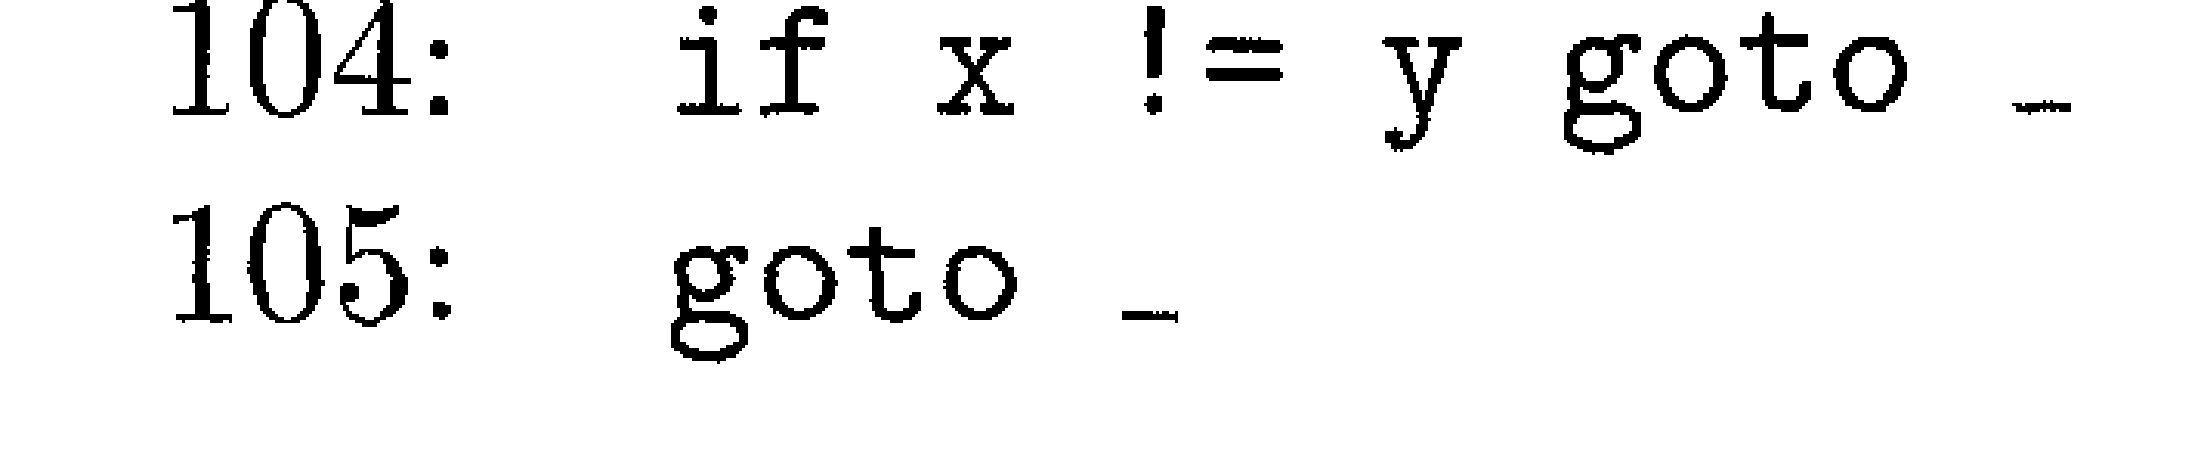 104: if x != y goto _
105: goto _